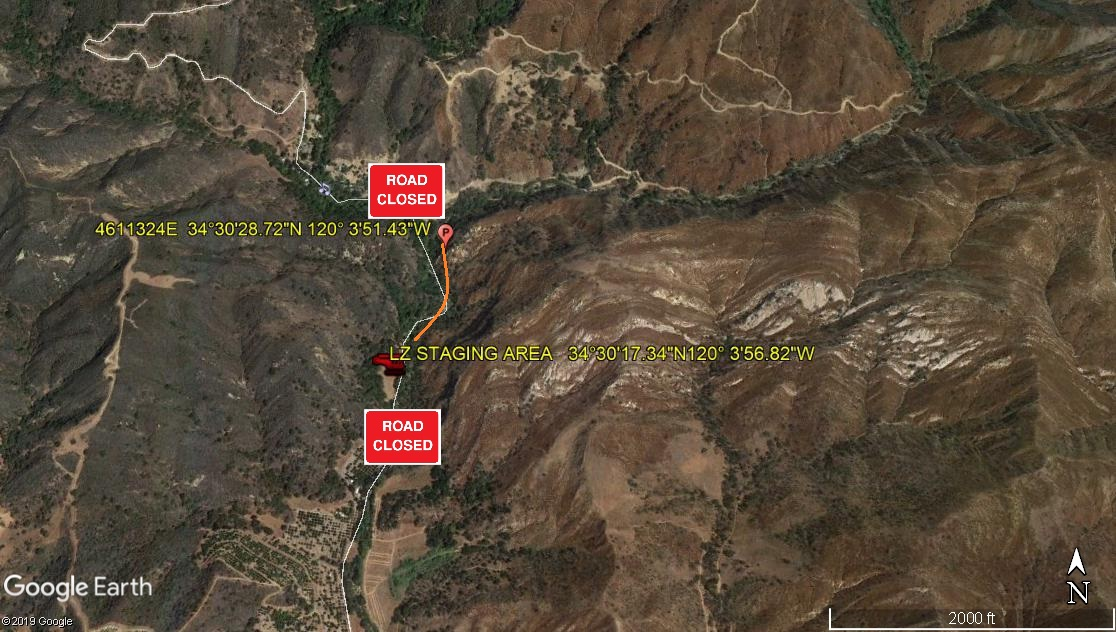 ROAD
CLOSED
4611324E  34°30'28.72"N 120° 3'51.43"W
P
LZ STAGING AREA   34°30'17.34"N120° 3'56.82"W
ROAD
CLOSED
N
Google Earth
2000 ft
©2019 Google